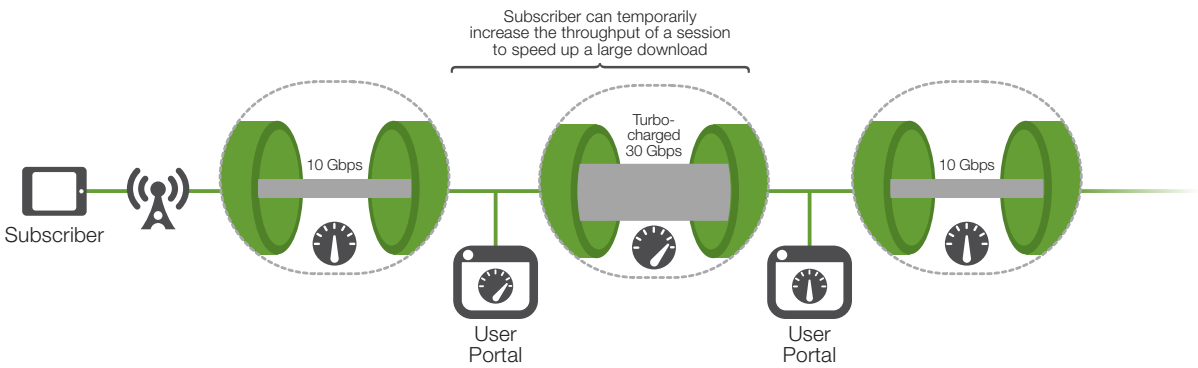 Subscriber can temporarily
increase the throughput of a session
to speed up a large download
Subscriber
10 Gbps
User
Portal
Turbo-
charged
30 Gbps
User
Portal
10 Gbps